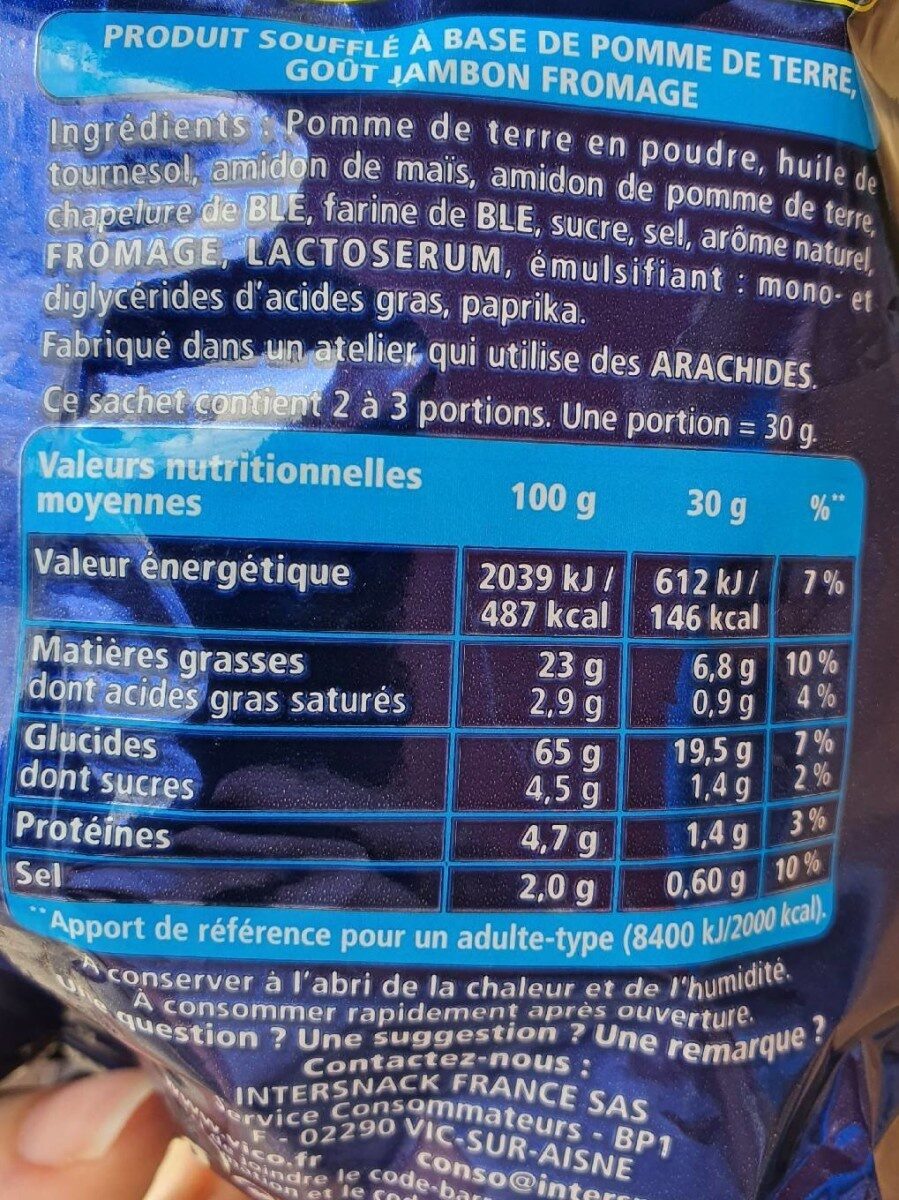 PRODUIT SOUFFLÉ À BASE DE POMME DE TERRE,
GOÛT JAMBON FROMAGE
Ingrédients : Pomme de terre en poudre, huile de
tournesol, amidon de maïs, amidon de pomme de terre,
chapelure de BLE, farine de BLE, sucre, sel, arôme naturel,
FROMAGE, LACTOSERUM, émulsifiant : mono- et
diglycérides d'acides gras, paprika.
Fabriqué dans un atelier qui utilise des ARACHIDES.
Ce sachet contient 2 à 3 portions. Une portion = 30 g.
Valeurs nutritionnelles
moyennes 100 g 30 g %**
Valeur énergétique 2039 kJ / 612 kJ / 7 %
487 kcal 146 kcal
Matières grasses 23 g 6,8 g 10 %
dont acides gras saturés 2,9 g 0,9 g 4 %
Glucides 65 g 19,5 g 7 %
dont sucres 4,5 g 1,4 g 2 %
Protéines 4,7 g 1,4 g 3 %
Sel 2,0 g 0,60 g 10 %
**Apport de référence pour un adulte-type (8400 kJ/2000 kcal).
A conserver à l'abri de la chaleur et de l'humidité.
À consommer rapidement après ouverture.
Une question ? Une suggestion ? Une remarque ?
Contactez-nous :
INTERSNACK FRANCE SAS
Service Consommateurs - BP1
F - 02290 VIC-SUR-AISNE
conso@inters
le code-bar
et le